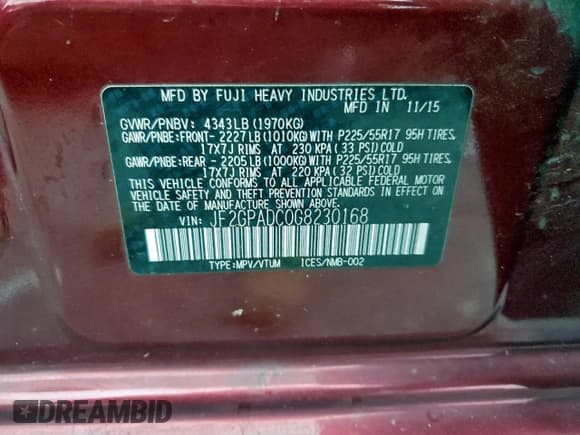 MFD BY FUJI HEAVY INDUSTRIES LTD.
MFD IN 11/15
GVWR/PNBV: 4343LB (1970KG)
GAWR/PNBE:FRONT- 2227LB(1010KG)WITH P225/55R17 95H TIRES,
17X7J RIMS AT 230 KPA(33 PSI)COLD
GAWR/PNBE:REAR - 2205LB(1000KG)WITH P225/55R17 95H TIRES,
17X7J RIMS AT 220 KPA(32 PSI)COLD
THIS VEHICLE CONFORMS TO ALL APPLICABLE FEDERAL MOTOR
VEHICLE SAFETY AND THEFT PREVENTION STANDARDS IN EFFECT
ON THE DATE OF MANUFACTURE SHOWN ABOVE.
VIN: JF2GPADC0G8230168
TYPE:MPV/VTUM ICES/NMB-002
DREAMBID